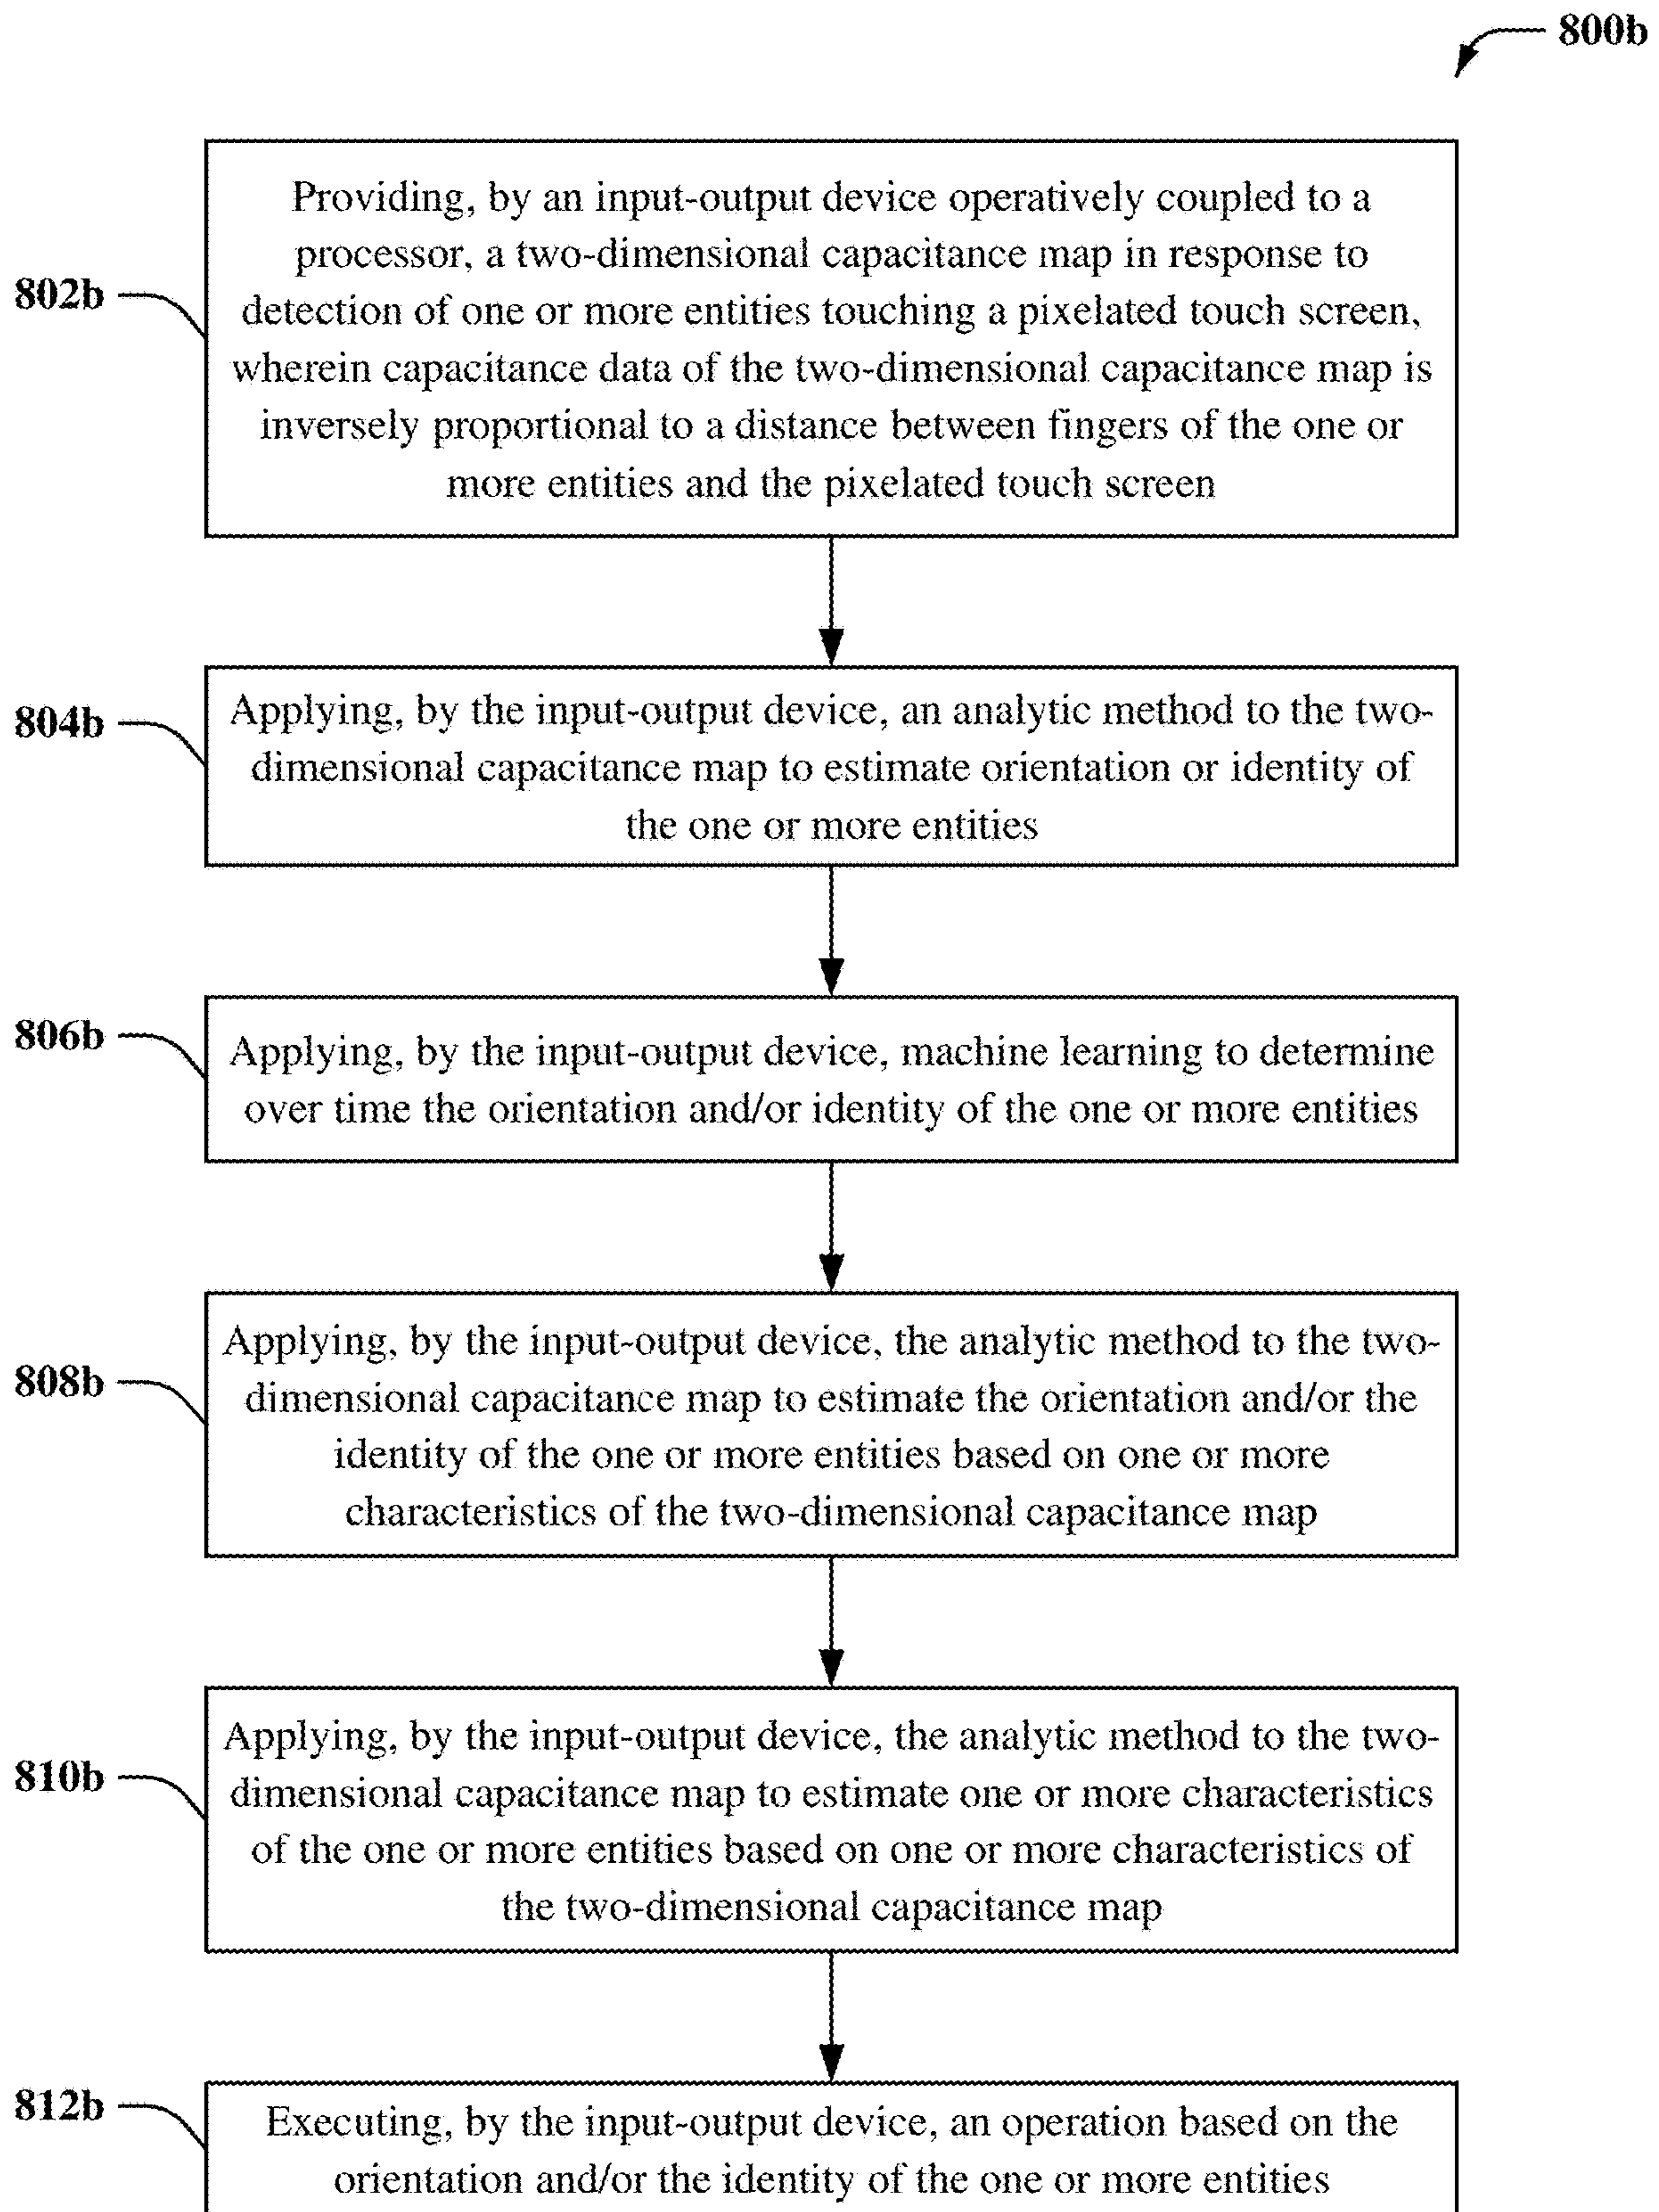 800b
802b
Providing, by an input-output device operatively coupled to a
processor, a two-dimensional capacitance map in response to
detection of one or more entities touching a pixelated touch screen,
wherein capacitance data of the two-dimensional capacitance map is
inversely proportional to a distance between fingers of the one or
more entities and the pixelated touch screen
804b
Applying, by the input-output device, an analytic method to the two-
dimensional capacitance map to estimate orientation or identity of
the one or more entities
806b
Applying, by the input-output device, machine learning to determine
over time the orientation and/or identity of the one or more entities
808b
Applying, by the input-output device, the analytic method to the two-
dimensional capacitance map to estimate the orientation and/or the
identity of the one or more entities based on one or more
characteristics of the two-dimensional capacitance map
810b
Applying, by the input-output device, the analytic method to the two-
dimensional capacitance map to estimate one or more characteristics
of the one or more entities based on one or more characteristics of
the two-dimensional capacitance map
812b
Executing, by the input-output device, an operation based on the
orientation and/or the identity of the one or more entities